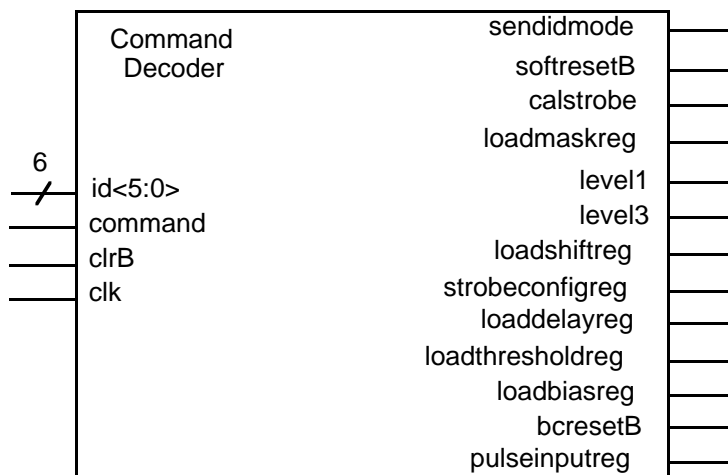 Command
Decoder
sendidmode
softresetB
calstrobe
loadmaskreg
6
id<5:0>
level1
command
level3
clrB
loadshiftreg
clk
strobeconfigreg
loaddelayreg
loadthresholdreg
loadbiasreg
bcresetB
pulseinputreg